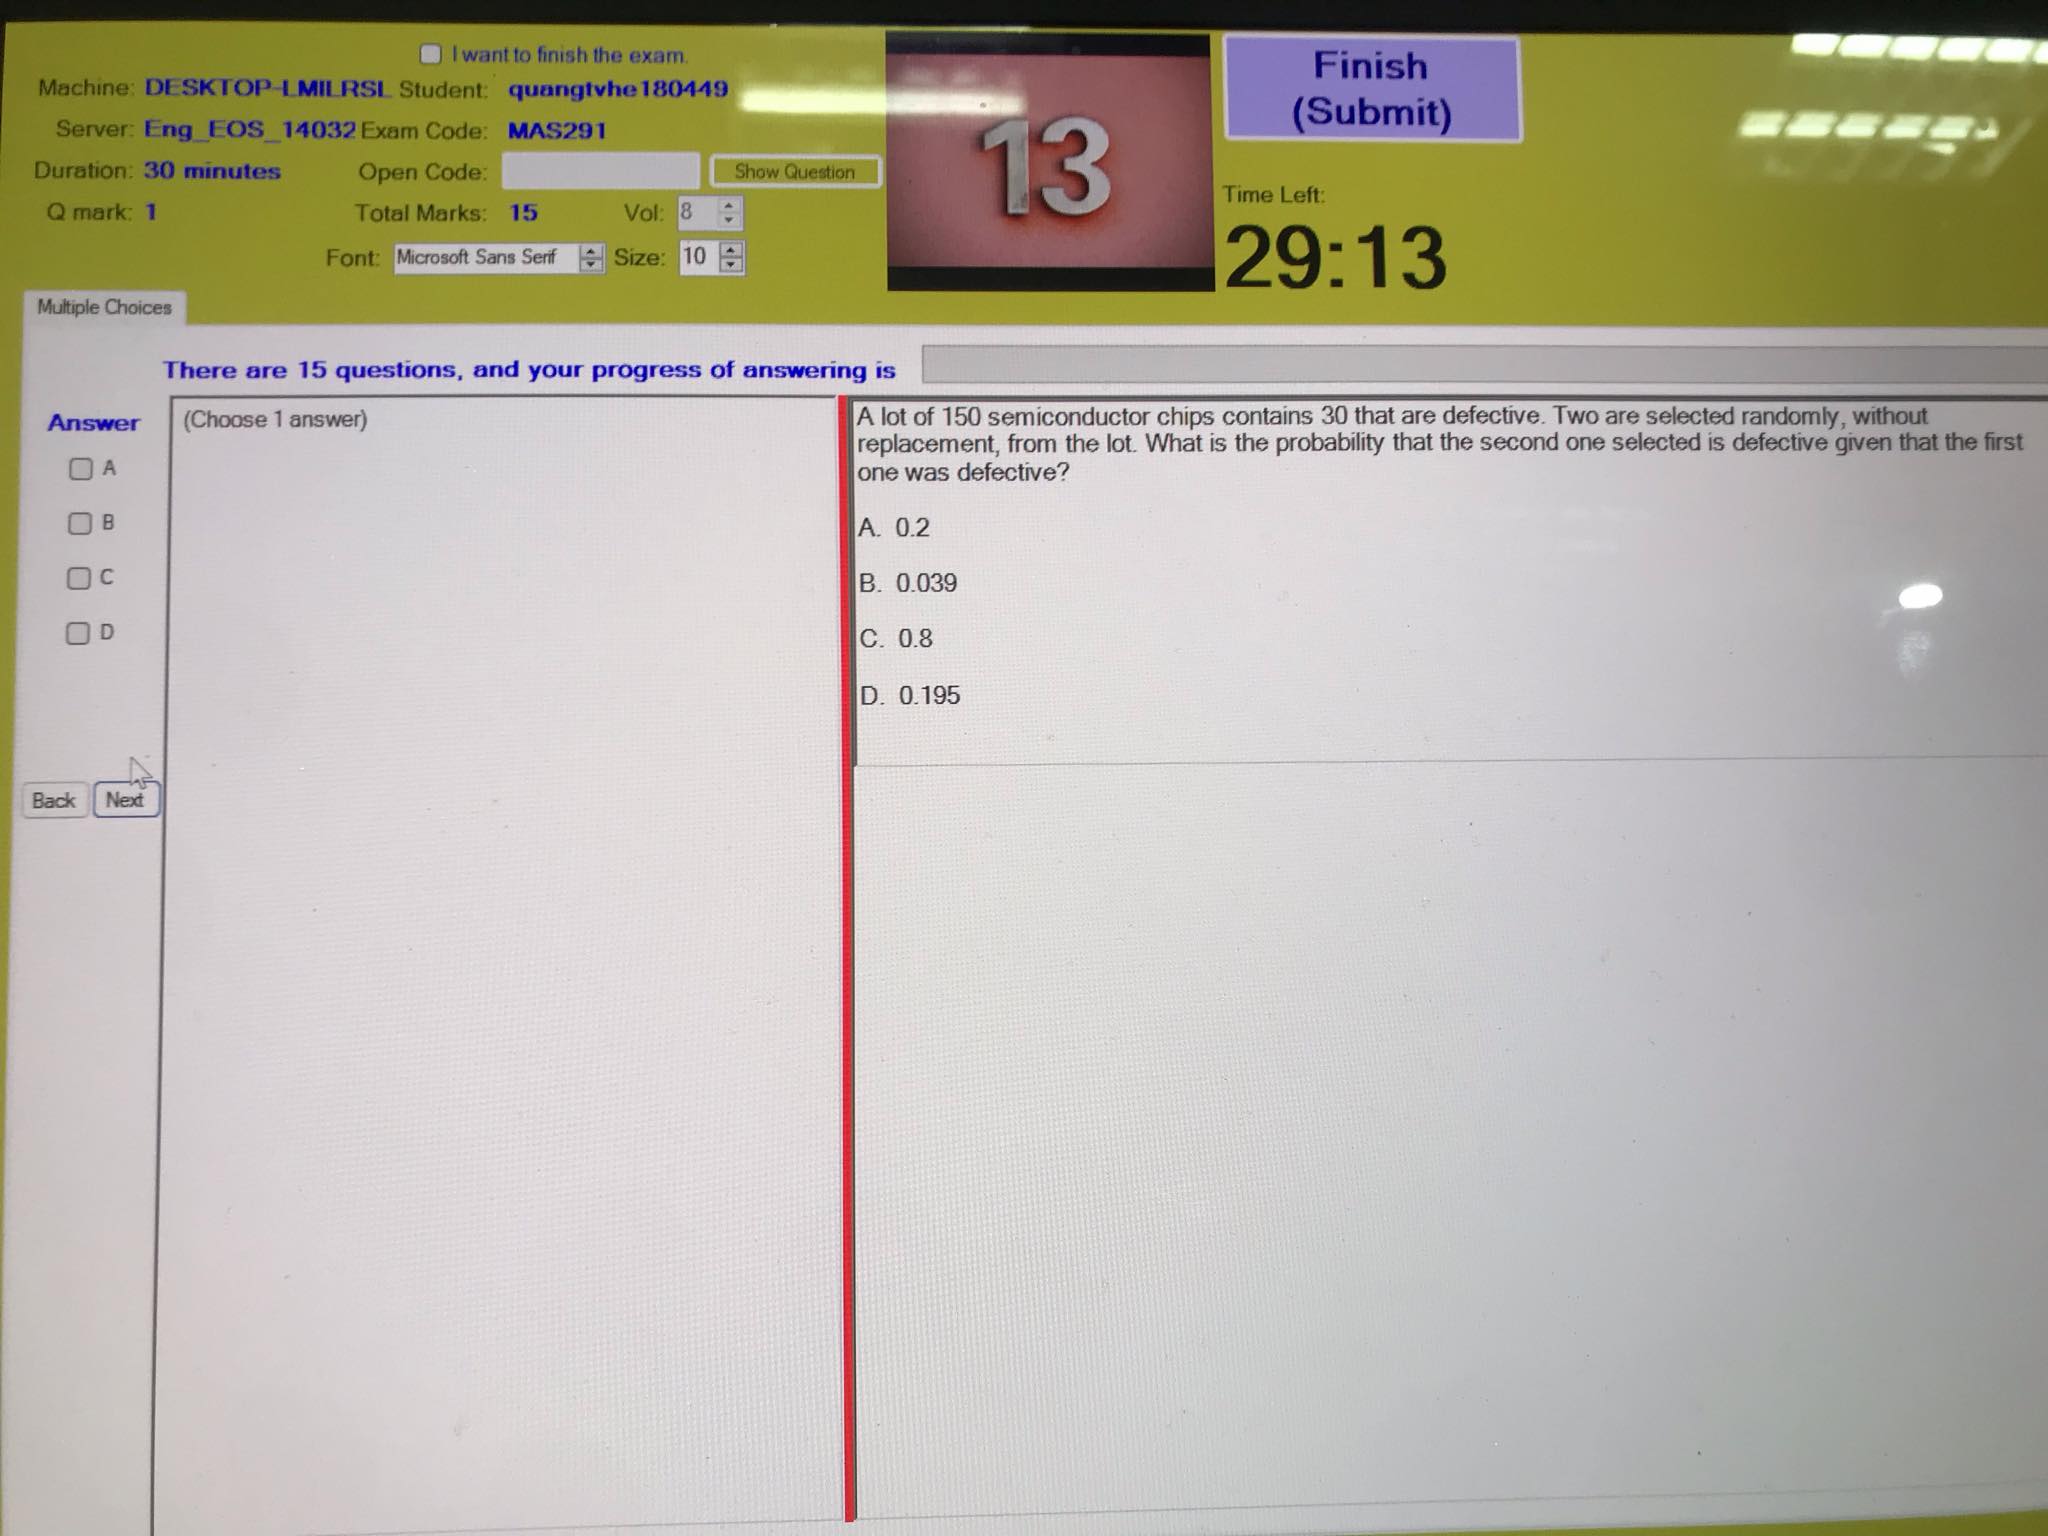 I want to finish the exam.
Machine: DESKTOP-LMILRSL Student: quangtvhe180449
Server: Eng_EOS_14032 Exam Code: MAS291
Duration: 30 minutes Open Code: Show Question
Q mark: 1 Total Marks: 15 Vol: 8
Font: Microsoft Sans Serif Size: 10
13
Finish
(Submit)
Time Left:
29:13
Multiple Choices
There are 15 questions, and your progress of answering is
Answer
A
B
C
D
Back Next
(Choose 1 answer)
A lot of 150 semiconductor chips contains 30 that are defective. Two are selected randomly, without
replacement, from the lot. What is the probability that the second one selected is defective given that the first
one was defective?
A. 0.2
B. 0.039
C. 0.8
D. 0.195